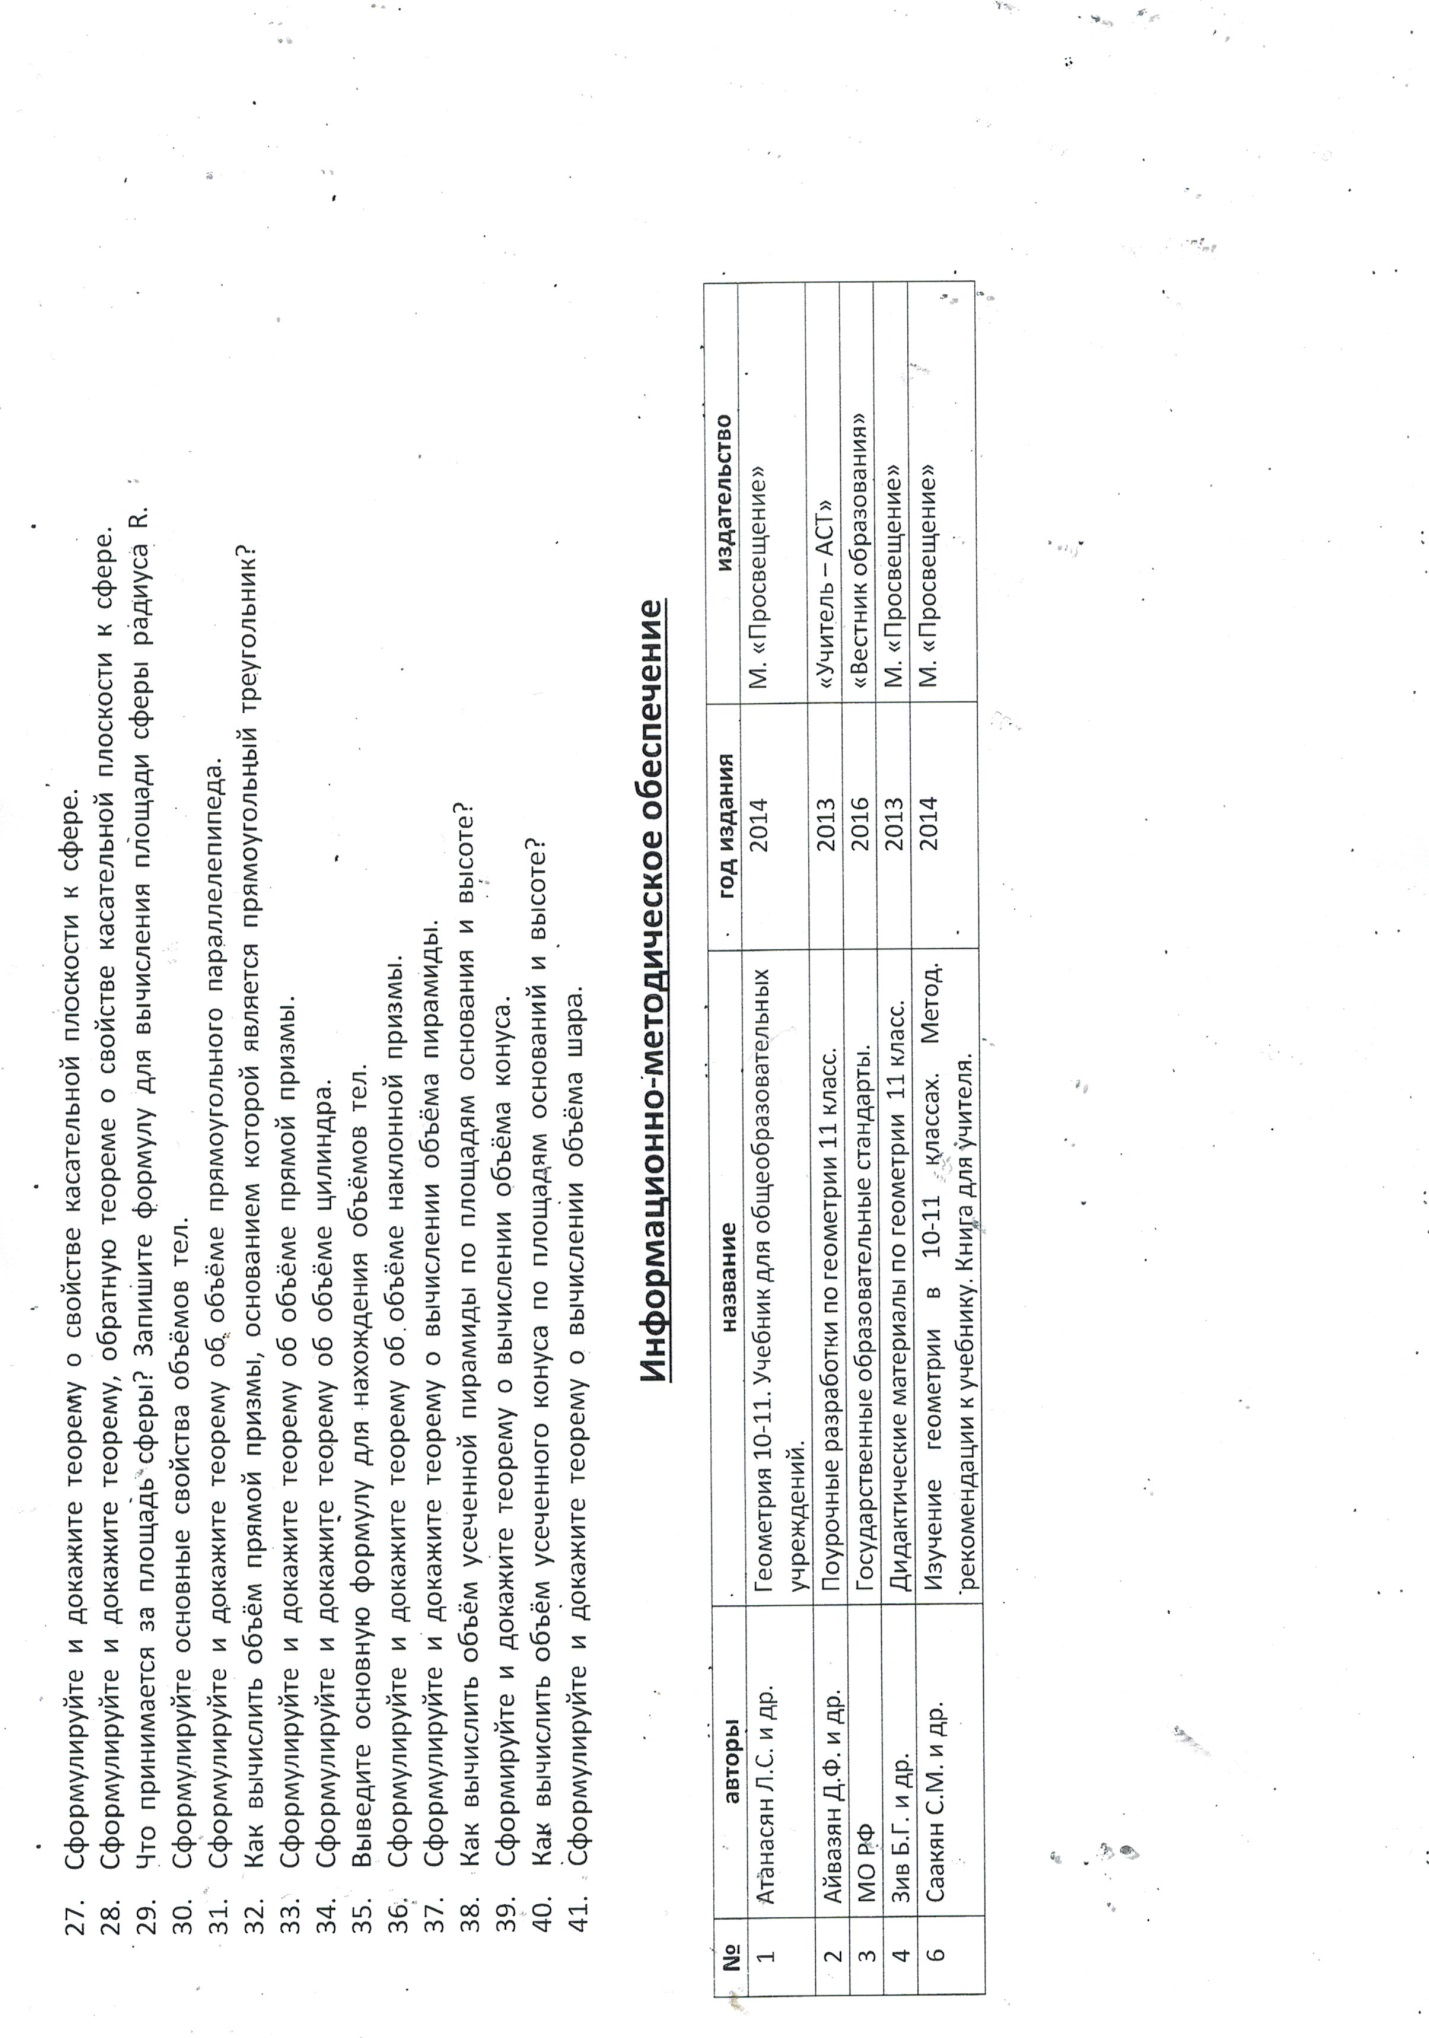 27. Сформулируйте и докажите теорему о свойстве касательной плоскости к сфере.
28. Сформулируйте и докажите теорему, обратную теореме о свойстве касательной плоскости к сфере.
29. Что принимается за площадь сферы? Запишите формулу для вычисления площади сферы радиуса R.
30. Сформулируйте основные свойства объёмов тел.
31. Сформулируйте и докажите теорему об объёме прямоугольного параллелепипеда.
32. Как вычислить объём прямой призмы, основанием которой является прямоугольный треугольник?
33. Сформулируйте и докажите теорему об объёме прямой призмы.
34. Сформулируйте и докажите теорему об объёме цилиндра.
35. Выведите основную формулу для нахождения объёмов тел.
36. Сформулируйте и докажите теорему об объёме наклонной призмы.
37. Сформулируйте и докажите теорему о вычислении объёма пирамиды.
38. Как вычислить объём усеченной пирамиды по площадям основания и высоте?
39. Сформируйте и докажите теорему о вычислении объёма конуса.
40. Как вычислить объём усеченного конуса по площадям оснований и высоте?
41. Сформулируйте и докажите теорему о вычислении объёма шара.
Информационно-методическое обеспечение
№ авторы название год издания издательство
1 Атанасян Л.С. и др. Геометрия 10-11. Учебник для общеобразовательных 2014 М. «Просвещение»
учреждений.
2 Айвазян Д.Ф. и др. Поурочные разработки по геометрии 11 класс. 2013 «Учитель – АСТ»
3 МО РФ Государственные образовательные стандарты. 2016 «Вестник образования»
4 Зив Б.Г. и др. Дидактические материалы по геометрии 11 класс. 2013 М. «Просвещение»
6 Саакян С.М. и др. Изучение геометрии в 10-11 классах. Метод. 2014 М. «Просвещение»
рекомендации к учебнику. Книга для учителя.